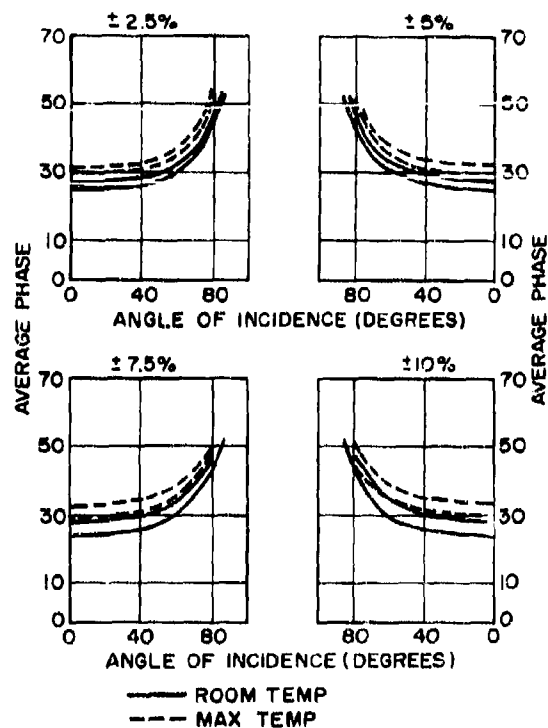 ±2.5% ±5%
70 70
50 50
30 30
10 10
0 0
0 40 80 80 40 0
ANGLE OF INCIDENCE (DEGREES)
AVERAGE PHASE
AVERAGE PHASE
±7.5% ±10%
70 70
50 50
30 30
10 10
0 0
0 40 80 80 40 0
ANGLE OF INCIDENCE (DEGREES)
ROOM TEMP
MAX TEMP